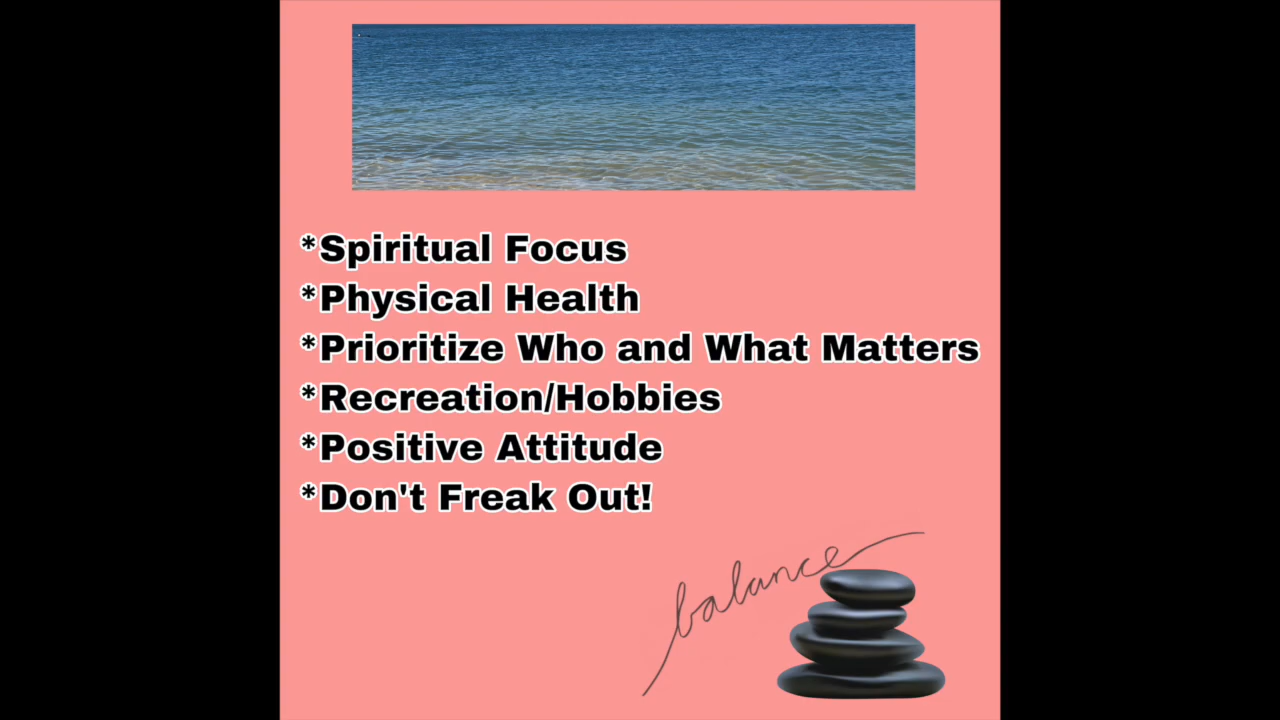 *Spiritual Focus
*Physical Health
*Prioritize Who and What Matters
*Recreation/Hobbies
*Positive Attitude
*Don't Freak Out!
balance